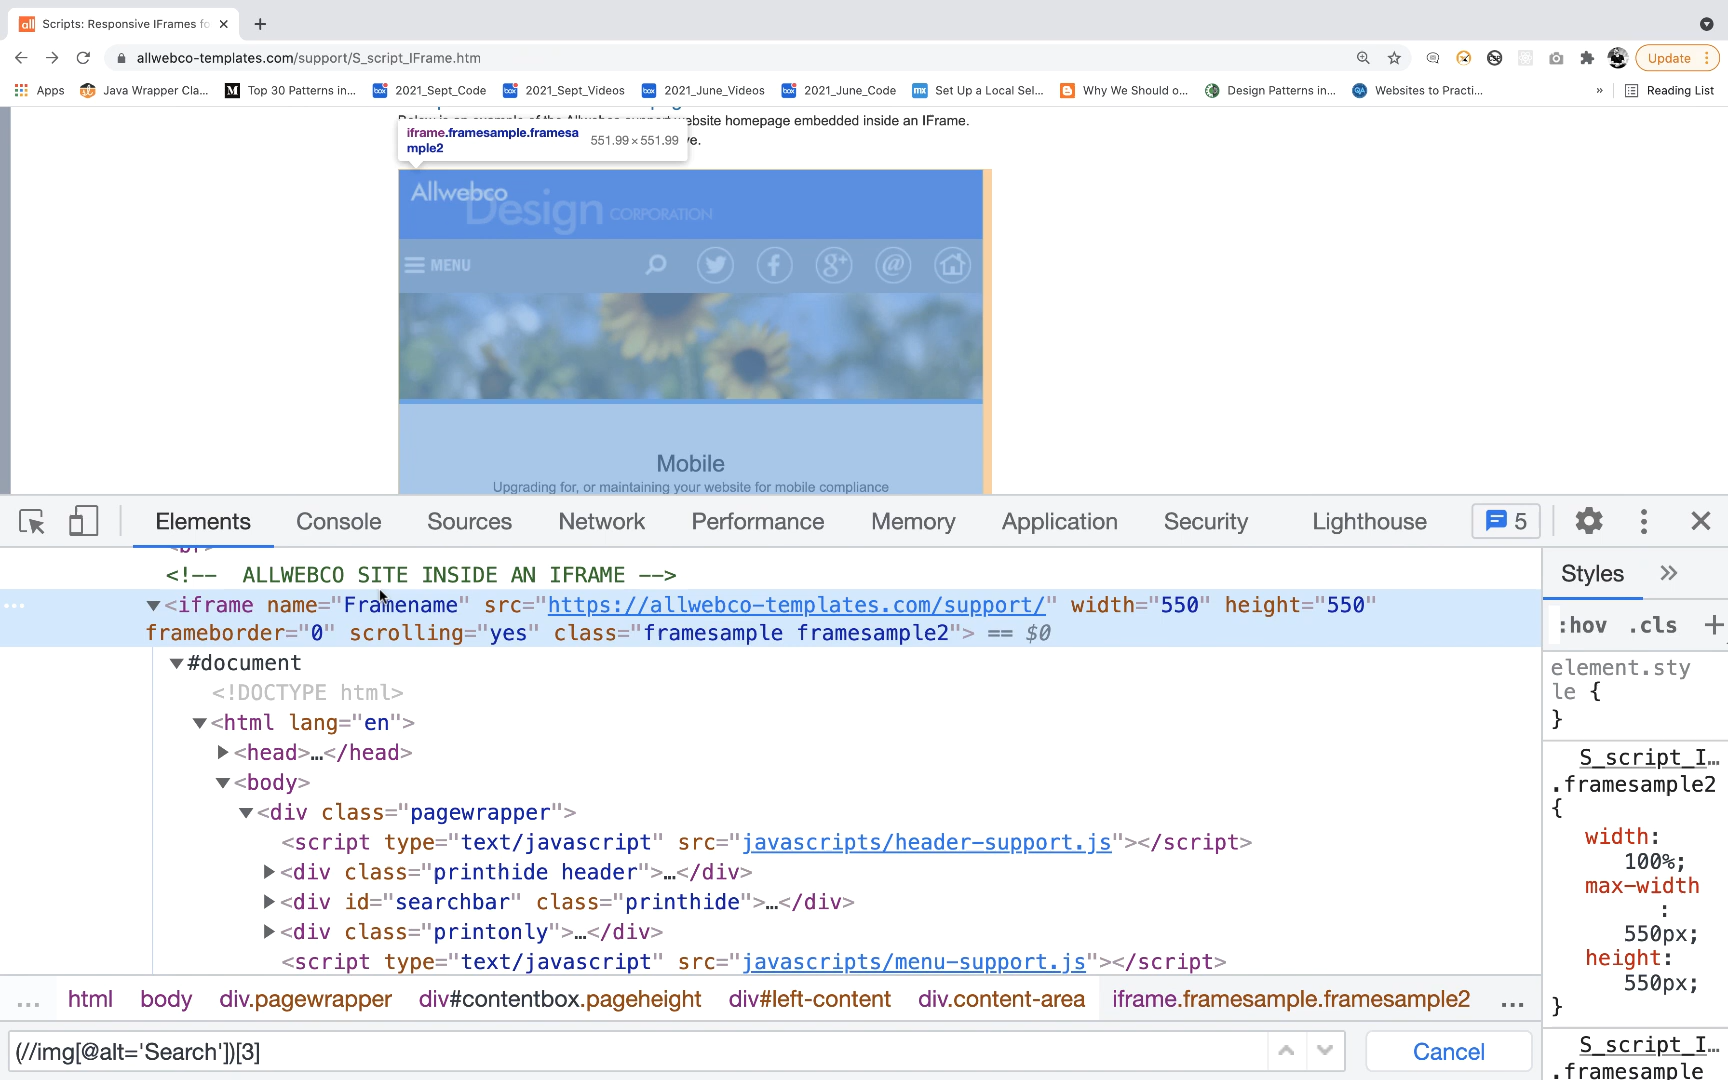 Scripts: Responsive IFrames fo
allwebco-templates.com/support/S_script_IFrame.htm
Update
Apps
Java Wrapper Cla...
Top 30 Patterns in...
2021_Sept_Code
2021_Sept_Videos
2021_June_Videos
2021_June_Code
Set Up a Local Sel...
Why We Should o...
Design Patterns in...
Websites to Practi...
»
Reading List
website homepage embedded inside an IFrame.
iframe.framesample.framesa
mple2
551.99 × 551.99
ve.
Allwebco
Design CORPORATION
MENU
Mobile
Upgrading for, or maintaining your website for mobile compliance
Elements
Console
Sources
Network
Performance
Memory
Application
Security
Lighthouse
5
<!-- ALLWEBCO SITE INSIDE AN IFRAME -->
<iframe name="Framename" src="https://allwebco-templates.com/support/" width="550" height="550"
frameborder="0" scrolling="yes" class="framesample framesample2"> == $0
#document
<!DOCTYPE html>
<html lang="en">
<head>…</head>
<body>
<div class="pagewrapper">
<script type="text/javascript" src="javascripts/header-support.js"></script>
<div class="printhide header">…</div>
<div id="searchbar" class="printhide">…</div>
<div class="printonly">…</div>
<script type="text/javascript" src="javascripts/menu-support.js"></script>
... html body div.pagewrapper div#contentbox.pageheight div#left-content div.content-area iframe.framesample.framesample2 ...
(//img[@alt='Search'])[3]
Cancel
Styles »
:hov .cls +
element.sty
le {
}
S_script_I…
.framesample2
{
width:
100%;
max-width
:
550px;
height:
550px;
}
S_script_I…
.framesample